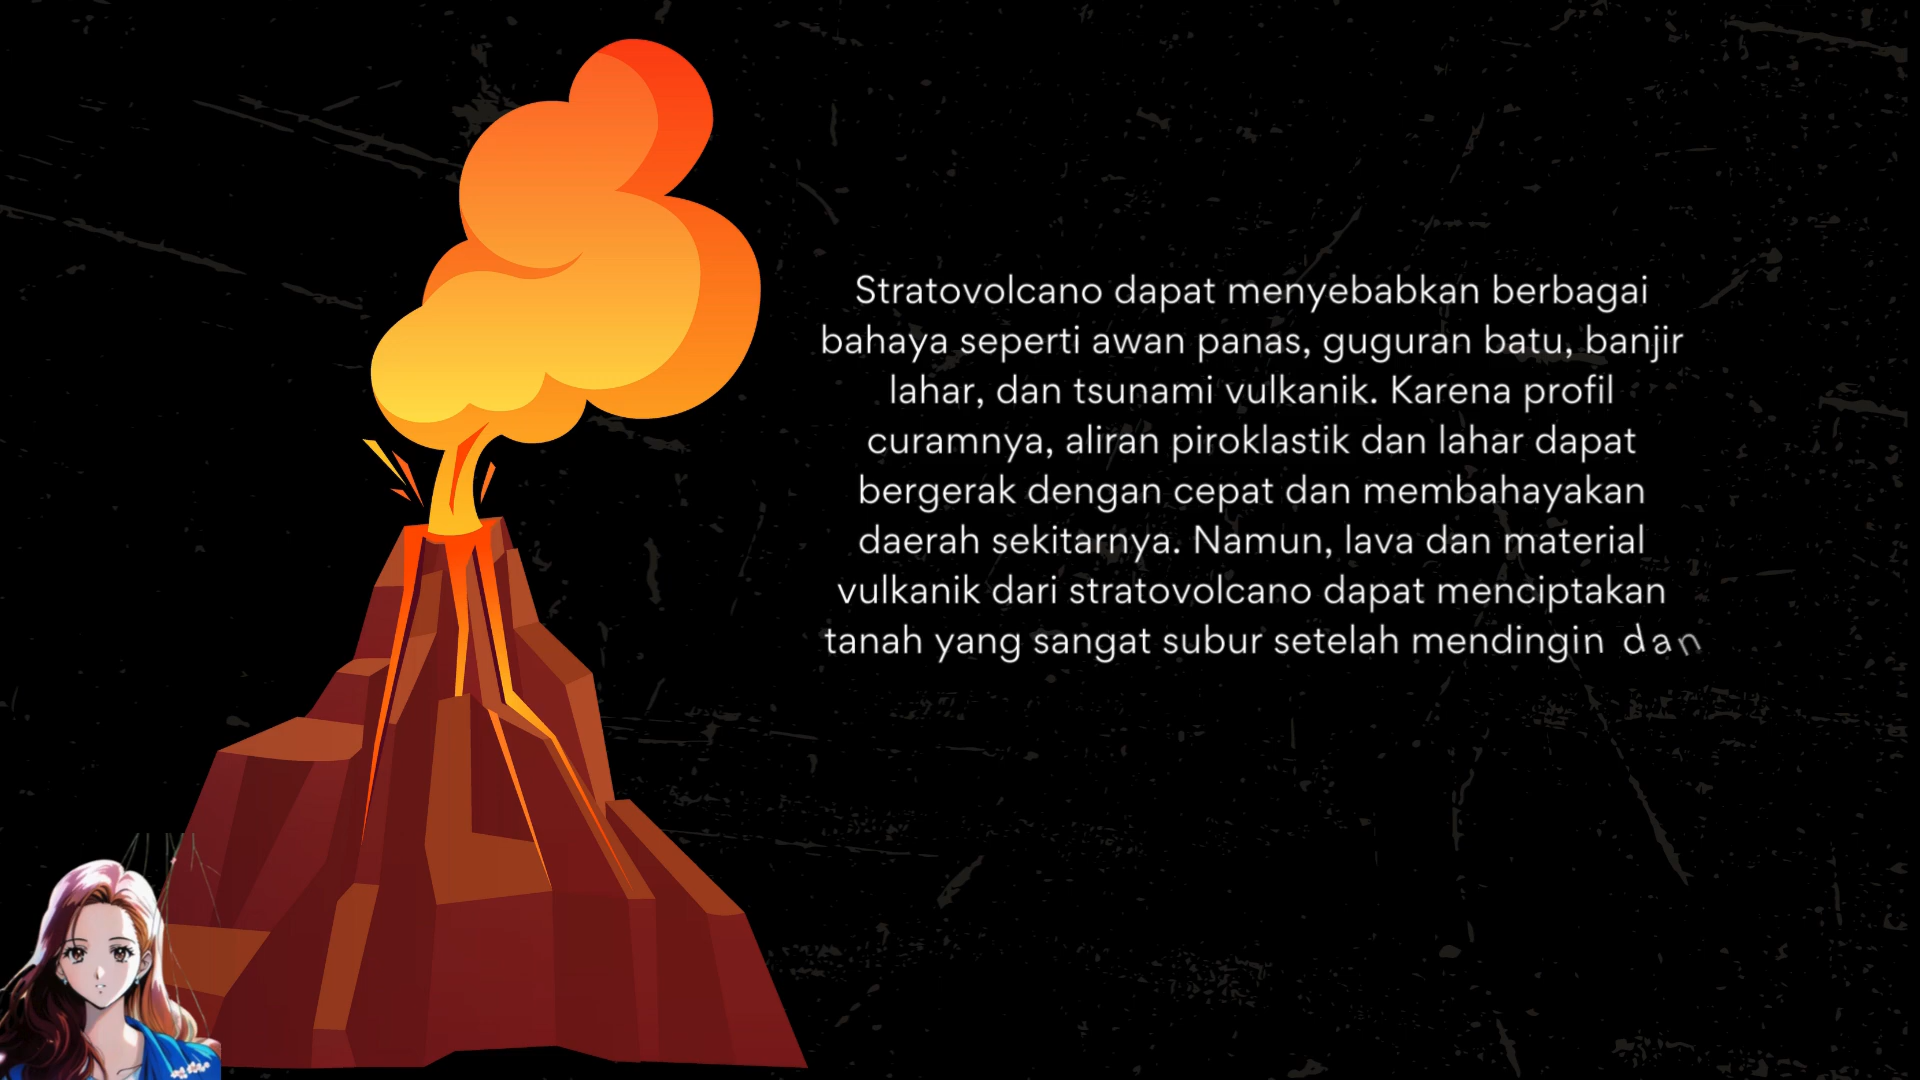 Stratovolcano dapat menyebabkan berbagai
bahaya seperti awan panas, guguran batu, banjir
lahar, dan tsunami vulkanik. Karena profil
curamnya, aliran piroklastik dan lahar dapat
bergerak dengan cepat dan membahayakan
daerah sekitarnya. Namun, lava dan material
vulkanik dari stratovolcano dapat menciptakan
tanah yang sangat subur setelah mendingin dan